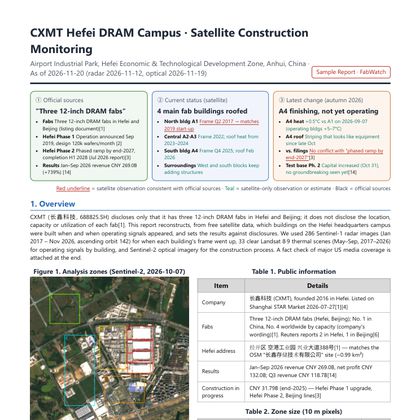 CXMT Hefei DRAM Campus · Satellite Construction
Monitoring
Airport Industrial Park, Hefei Economic & Technological Development Zone, Anhui, China ·
As of 2026-11-20 (radar 2026-11-12, optical 2026-11-19)
Sample Report · FabWatch
① Official sources
"Three 12-inch DRAM fabs"
Fabs Three 12-inch DRAM fabs in
Hefei and Beijing (listing document)[1]
Hefei Phase 1 Operation announced Sep
2019, design 120k wafers/month [2]
Hefei Phase 2 Phased ramp by end-2027,
completion H1 2028 (Jul 2026 report)[3]
Results Jan–Sep 2026 revenue CNY 269.0B
(+739%)[13]
② Current status (satellite)
4 main fab buildings roofed
North bldg A1 Frame Q2 2017 — matches
2019 start-up
Central A2-A3 Frame 2022, roof heat from
2023–2024
South bldg A4 Frame Q4 2025, roof Feb
2026
Surroundings West and south blocks keep
adding structures
③ Latest change (autumn 2026)
A4 finishing, not yet operating
A4 heat
A4 roof Striping that looks like equipment
since late Oct
vs. filings No conflict with "phased ramp by
end-2027"[3]
Test base Ph. 2 Capital increased (Oct 31),
no groundbreaking seen yet[14]
Red underline = satellite observation consistent with official sources · Teal = satellite-only observation or estimate · Black = official
1. Overview
CXMT (长鑫科技, 688825.SH) discloses only that it has three 12-inch DRAM fabs in Hefei and Beijing; it does not disclose the location,
capacity or utilization of each fab[1]. This report reconstructs, from free satellite data, which buildings on the Hefei headquarters campus
were built when and when operating signals appeared, and sets the results against disclosures. We used 286 Sentinel-1 radar images (Jan
2017 – Nov 2026, ascending orbit 142) for when each building's frame went up, 33 clear Landsat 8·9 thermal scenes (May–Sep, 2017–2026)
for operating signals by building, and Sentinel-2 optical imagery for the construction process. A fact check of major US media coverage is
attached at the end.
Figure 1. Analysis zones (Sentinel-2, 2026-10-07)
Table 1. Public information
Item Details
Company 长鑫科技 (CXMT), founded 2016 in Hefei. Listed on
Shanghai STAR Market 2026-07-27[1][4]
Fabs Three 12-inch DRAM fabs (Hefei, Beijing); No. 1 in
China, No. 4 worldwide by capacity (company's
wording)[1]. Reuters reports 2 in Hefei, 1 in Beijing[6]
Hefei address — matches the
OSM
Results Jan–Sep 2026 revenue CNY 269.0B, net profit CNY
132.0B; Q3 revenue CNY 118.7B[14]
Construction in
progress CNY 31.79B (end-2025) — Hefei Phase 1 upgrade,
Hefei Phase 2, Beijing lines[3]
Table 2. Zone size (10 m pixels)